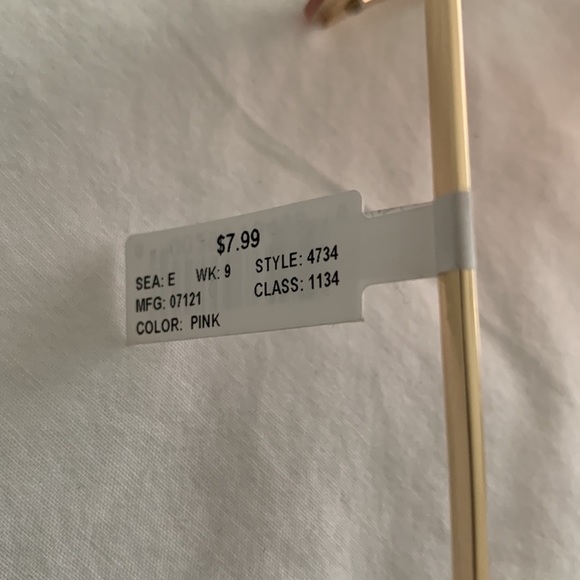 $7.99
SEA: E WK: 9 STYLE: 4734
MFG: 07121 CLASS: 1134
COLOR: PINK